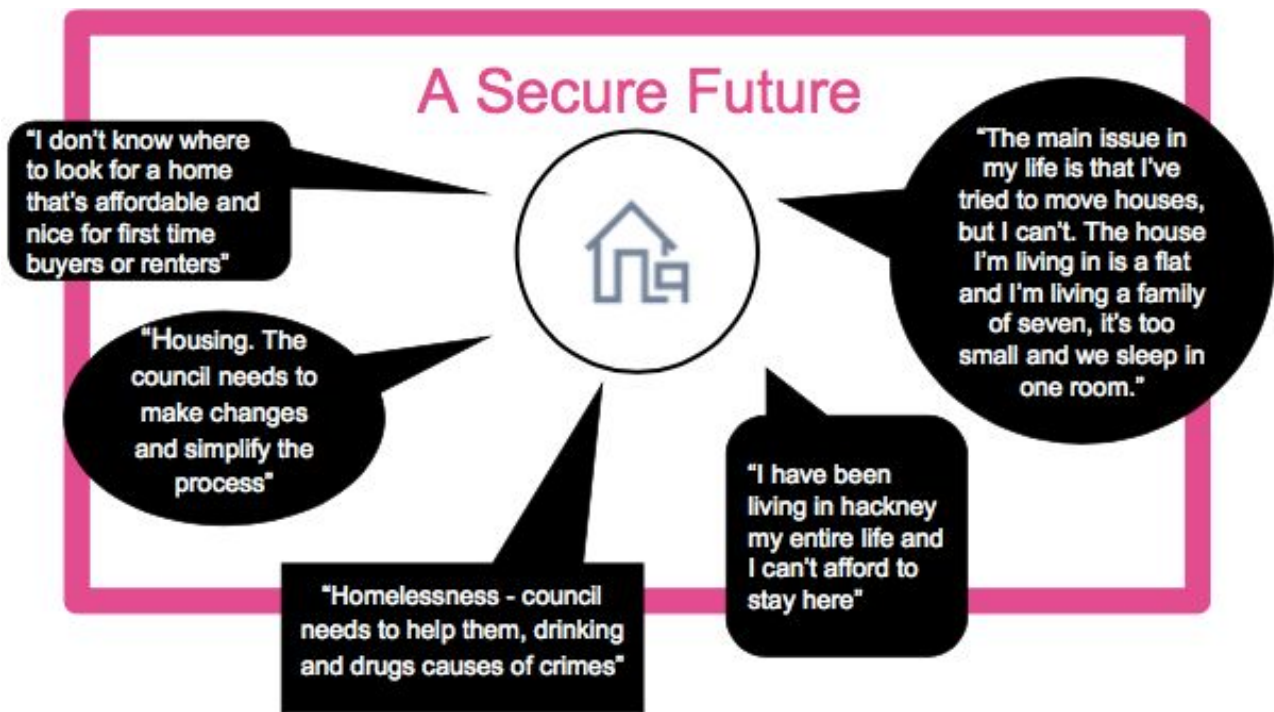 A Secure Future
“I don’t know where
to look for a home
that’s affordable and
nice for first time
buyers or renters”
“The main issue in
my life is that I’ve
tried to move houses,
but I can’t. The house
I’m living in is a flat
and I’m living a family
of seven, it’s too
small and we sleep in
one room.”
“Housing. The
council needs to
make changes
and simplify the
process”
“I have been
living in hackney
my entire life and
I can’t afford to
stay here”
“Homelessness - council
needs to help them, drinking
and drugs causes of crimes”